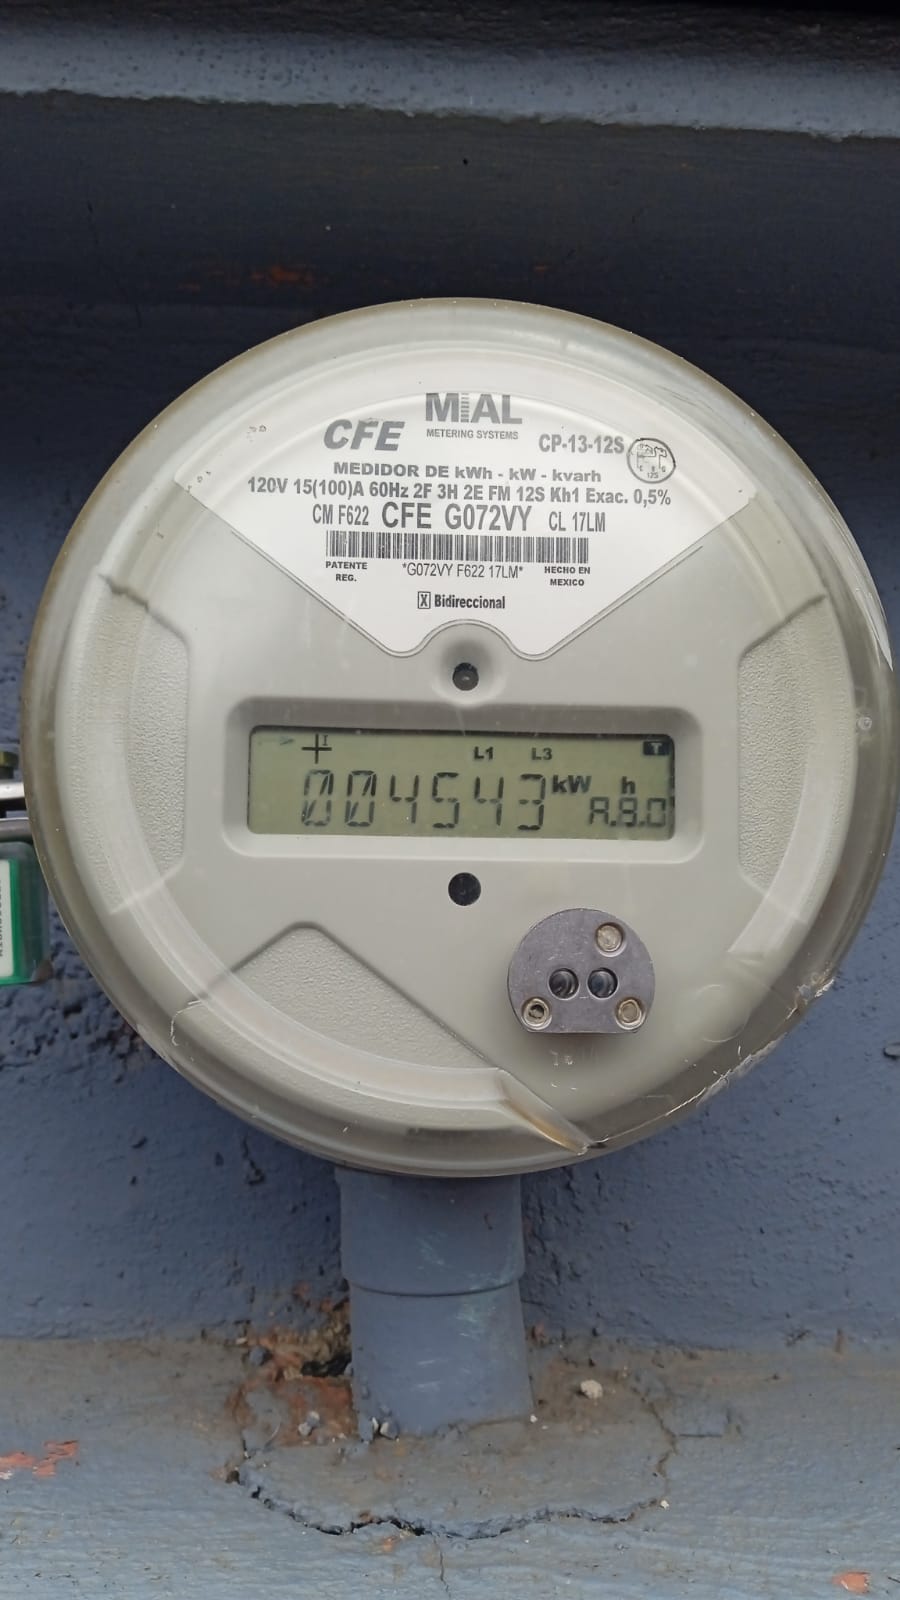 MIAL
METERING SYSTEMS
CFE
CP-13-12S
MEDIDOR DE kWh - kW - kvarh
120V 15(100)A 60Hz 2F 3H 2E FM 12S Kh1 Exac. 0,5%
CM F622 CFE G072VY CL 17LM
PATENTE REG.
*G072VY F622 17LM*
HECHO EN MEXICO
X Bidireccional
L1 L3 T
004543 kW h
A.8.0